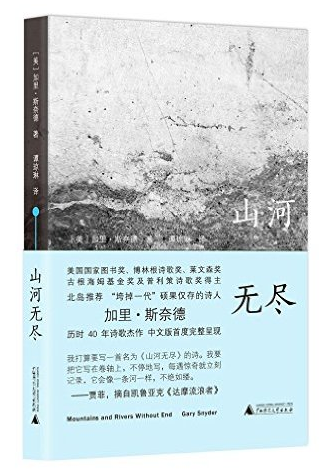 [美] 加里·斯奈德 著
谭琼琳 译
山河无尽
山河
无尽
美国国家图书奖、博林根诗歌奖、莱文森奖
古根海姆基金奖及普利策诗歌奖得主
北岛推荐 “垮掉一代”硕果仅存的诗人
加里·斯奈德
历时 40 年诗歌杰作 中文版首度完整呈现
我打算要写一首名为《山河无尽》的诗。我要
把它写在卷轴上，不停地写，每遇惊奇就立刻
记录，它会像一条河一样，不绝如缕。
——贾菲，摘自凯鲁亚克《达摩流浪者》
Mountains and Rivers Without End Gary Snyder
广西师范大学出版社